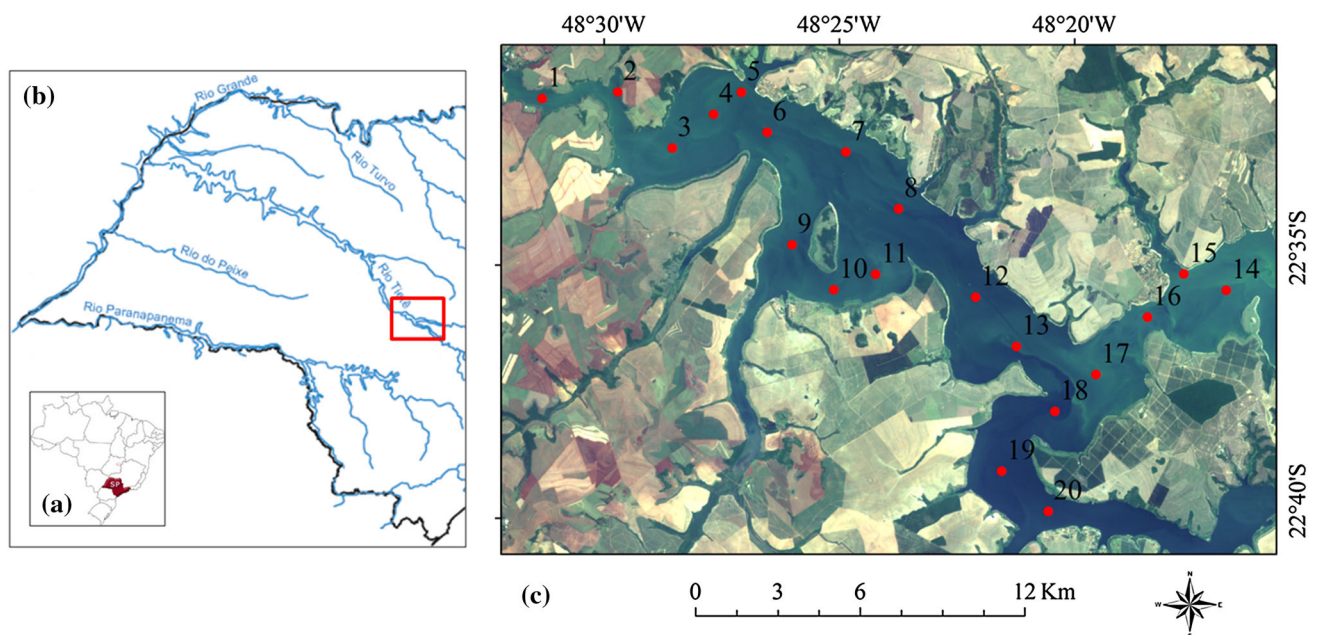 (b)
Rio Grande
Rio Turvo
Rio do Peixe
Rio Tietê
Rio Paranapanema
SP
(a)
48°30'W 48°25'W 48°20'W
1
2
3
4
5
6
7
8
9
10
11
12
13
14
15
16
17
18
19
20
22°35'S
22°40'S
(c)
0 3 6 12 Km
N
W E
S